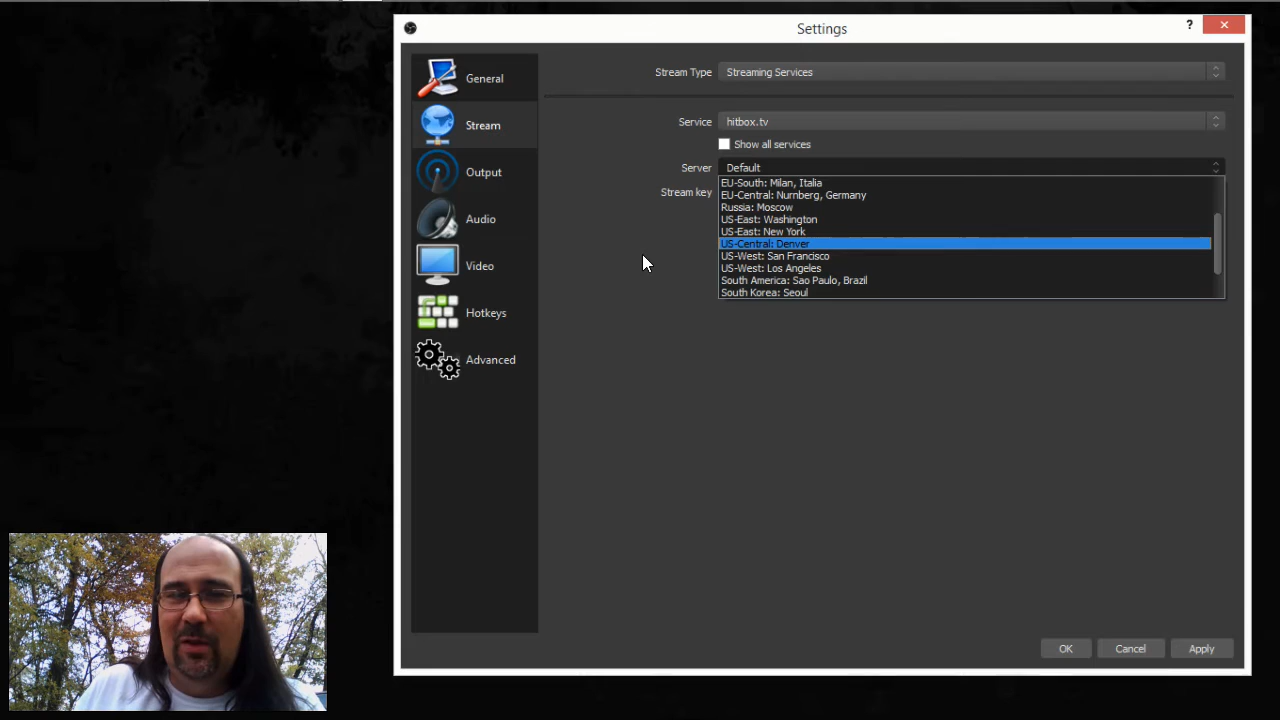 Settings
?
General
Stream
Output
Audio
Video
Hotkeys
Advanced
Stream Type Streaming Services
Service hitbox.tv
Show all services
Server Default
Stream key
EU-South: Milan, Italia
EU-Central: Nurnberg, Germany
Russia: Moscow
US-East: Washington
US-East: New York
US-Central: Denver
US-West: San Francisco
US-West: Los Angeles
South America: Sao Paulo, Brazil
South Korea: Seoul
OK Cancel Apply